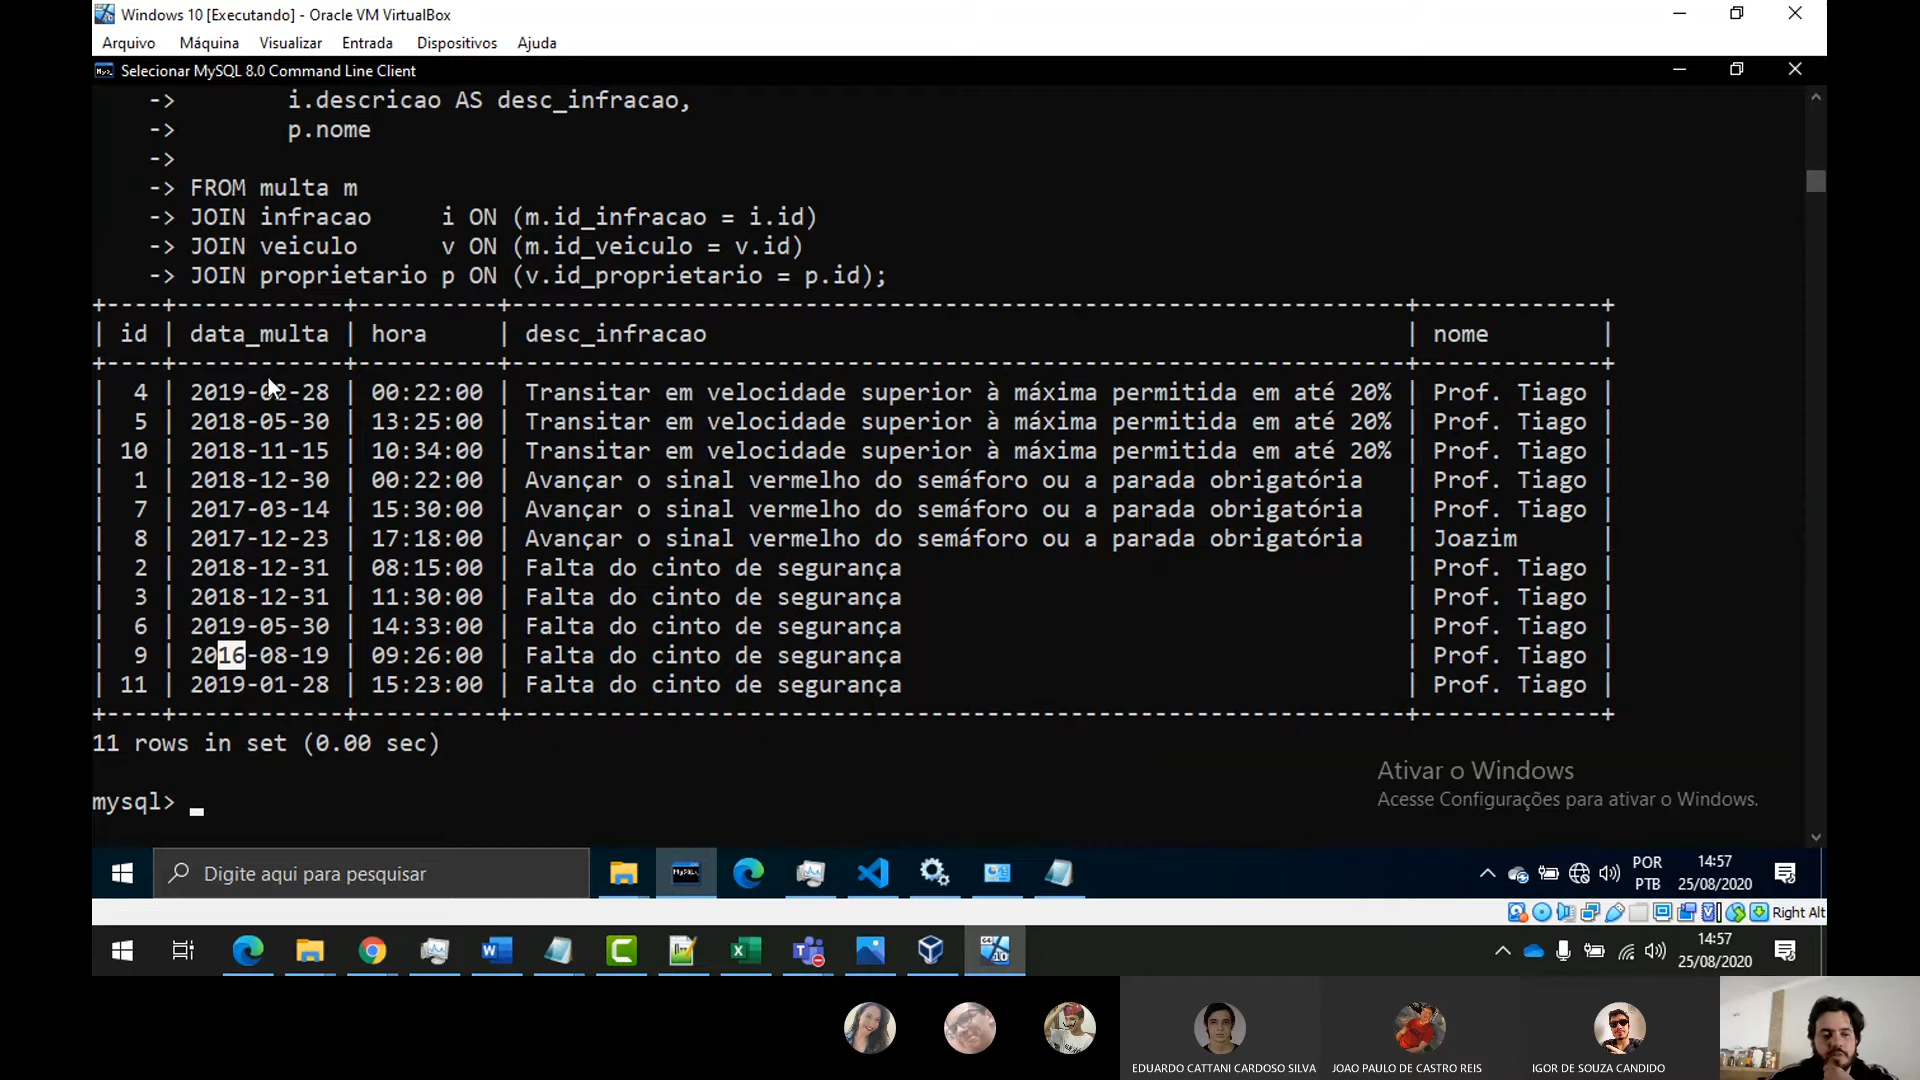 Windows 10 [Executando] - Oracle VM VirtualBox
Arquivo Máquina Visualizar Entrada Dispositivos Ajuda
Selecionar MySQL 8.0 Command Line Client
-> i.descricao AS desc_infracao,
-> p.nome
->
-> FROM multa m
-> JOIN infracao i ON (m.id_infracao = i.id)
-> JOIN veiculo v ON (m.id_veiculo = v.id)
-> JOIN proprietario p ON (v.id_proprietario = p.id);
+----+------------+----------+----------------------------------------------------------------+-------------+
| id | data_multa | hora | desc_infracao | nome |
+----+------------+----------+----------------------------------------------------------------+-------------+
| 4 | 2019-02-28 | 00:22:00 | Transitar em velocidade superior à máxima permitida em até 20% | Prof. Tiago |
| 5 | 2018-05-30 | 13:25:00 | Transitar em velocidade superior à máxima permitida em até 20% | Prof. Tiago |
| 10 | 2018-11-15 | 10:34:00 | Transitar em velocidade superior à máxima permitida em até 20% | Prof. Tiago |
| 1 | 2018-12-30 | 00:22:00 | Avançar o sinal vermelho do semáforo ou a parada obrigatória | Prof. Tiago |
| 7 | 2017-03-14 | 15:30:00 | Avançar o sinal vermelho do semáforo ou a parada obrigatória | Prof. Tiago |
| 8 | 2017-12-23 | 17:18:00 | Avançar o sinal vermelho do semáforo ou a parada obrigatória | Joazim |
| 2 | 2018-12-31 | 08:15:00 | Falta do cinto de segurança | Prof. Tiago |
| 3 | 2018-12-31 | 11:30:00 | Falta do cinto de segurança | Prof. Tiago |
| 6 | 2019-05-30 | 14:33:00 | Falta do cinto de segurança | Prof. Tiago |
| 9 | 2016-08-19 | 09:26:00 | Falta do cinto de segurança | Prof. Tiago |
| 11 | 2019-01-28 | 15:23:00 | Falta do cinto de segurança | Prof. Tiago |
+----+------------+----------+----------------------------------------------------------------+-------------+
11 rows in set (0.00 sec)
Ativar o Windows
Acesse Configurações para ativar o Windows.
mysql>
Digite aqui para pesquisar
POR
PTB
14:57
25/08/2020
Right Alt
14:57
25/08/2020
EDUARDO CATTANI CARDOSO SILVA
JOAO PAULO DE CASTRO REIS
IGOR DE SOUZA CANDIDO